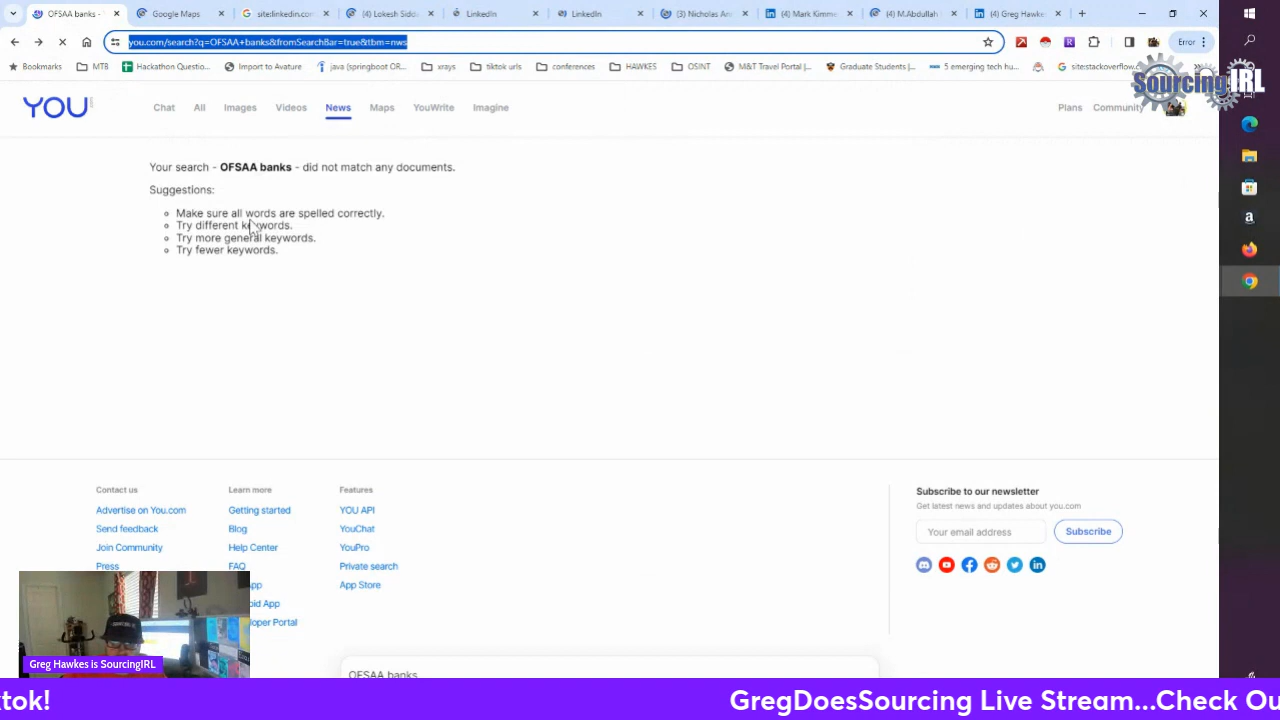 OFSAA banks -
Google Maps
site:linkedin.com
(4) Lokesh Sidd
LinkedIn
LinkedIn
(3) Nicholas An
(4) Mark Kimme
(4) M.Abdullah
(4) Greg Hawke
you.com/search?q=OFSAA+banks&fromSearchBar=true&tbm=nws
Error
Bookmarks
MTB
Hackathon Questio...
Import to Avature
java (springboot OR...
xrays
tiktok urls
conferences
HAWKES
OSINT
M&T Travel Portal |...
Graduate Students |...
5 emerging tech hu...
site:stackoverflow.c
SourcingIRL
YOU
.com
Chat
All
Images
Videos
News
Maps
YouWrite
Imagine
Plans
Community
Your search - OFSAA banks - did not match any documents.
Suggestions:
Make sure all words are spelled correctly.
Try different keywords.
Try more general keywords.
Try fewer keywords.
Contact us
Advertise on You.com
Send feedback
Join Community
Press
Learn more
Getting started
Blog
Help Center
FAQ
pp
oid App
loper Portal
Features
YOU API
YouChat
YouPro
Private search
App Store
Subscribe to our newsletter
Get latest news and updates about you.com
Your email address
Subscribe
OFSAA banks
Greg Hawkes is SourcingIRL
ktok!
GregDoesSourcing Live Stream...Check Ou